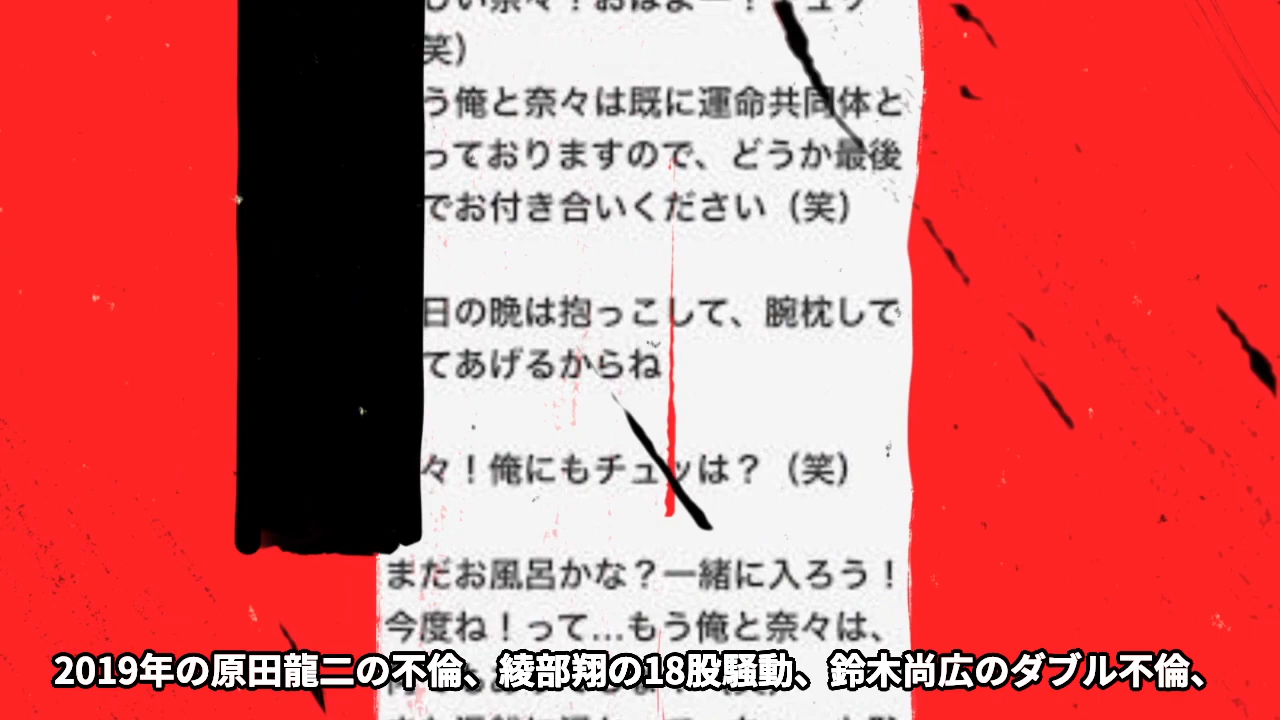 しい奈々！おはよー！チュッ
笑）
う俺と奈々は既に運命共同体と
っておりますので、どうか最後
でお付き合いください（笑）
日の晩は抱っこして、腕枕しで
てあげるからね
々！俺にもチュッは？（笑）
まだお風呂かな？一緒に入ろう！
今度ね！って…もう俺と奈々は、
2019年の原田龍二の不倫、綾部翔の18股騒動、鈴木尚広のダブル不倫、